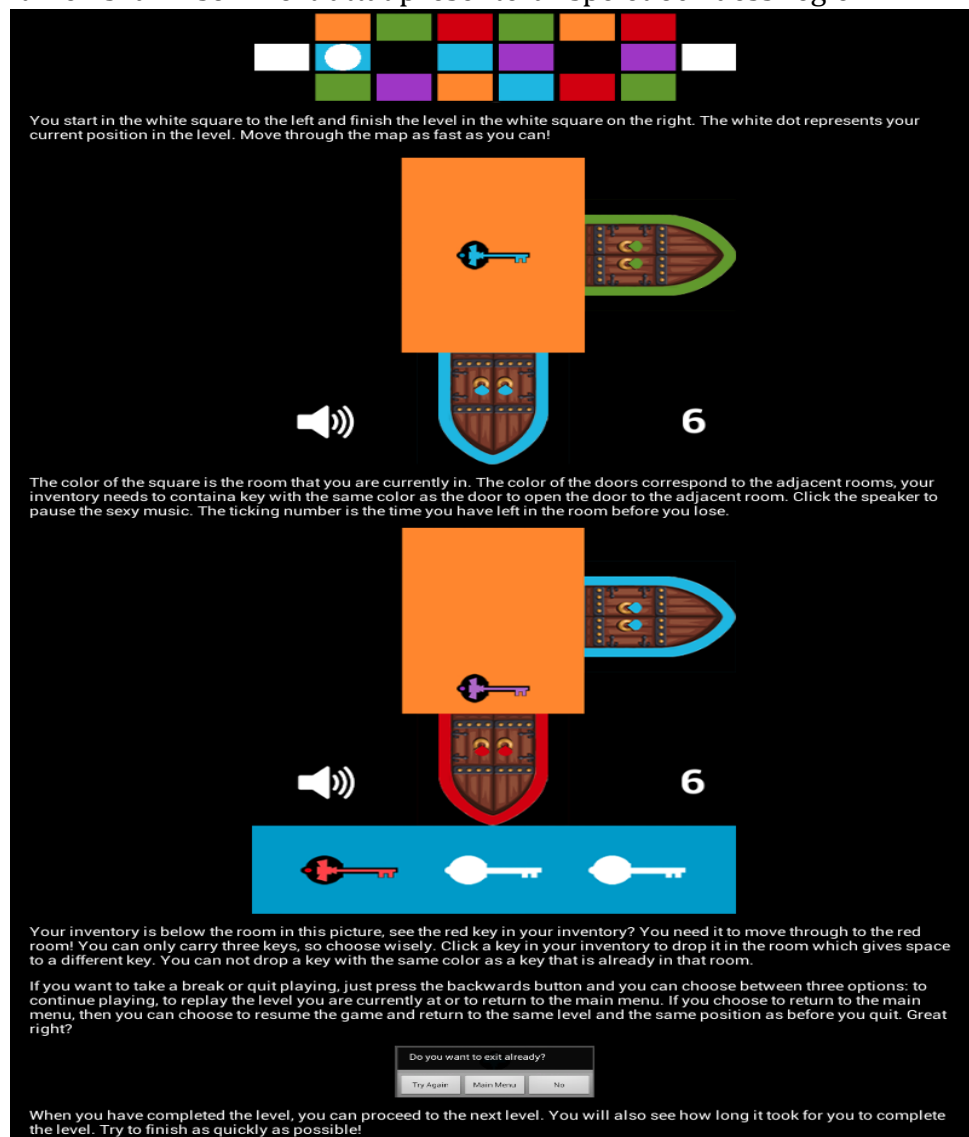 You start in the white square to the left and finish the level in the white square on the right. The white dot represents your
current position in the level. Move through the map as fast as you can!
6
The color of the square is the room that you are currently in. The color of the doors correspond to the adjacent rooms, your
inventory needs to containa key with the same color as the door to open the door to the adjacent room. Click the speaker to
pause the sexy music. The ticking number is the time you have left in the room before you lose.
6
Your inventory is below the room in this picture, see the red key in your inventory? You need it to move through to the red
room! You can only carry three keys, so choose wisely. Click a key in your inventory to drop it in the room which gives space
to a different key. You can not drop a key with the same color as a key that is already in that room.
If you want to take a break or quit playing, just press the backwards button and you can choose between three options: to
continue playing, to replay the level you are currently at or to return to the main menu. If you choose to return to the main
menu, then you can choose to resume the game and return to the same level and the same position as before you quit. Great
right?
Do you want to exit already?
Try Again Main Menu No
When you have completed the level, you can proceed to the next level. You will also see how long it took for you to complete
the level. Try to finish as quickly as possible!